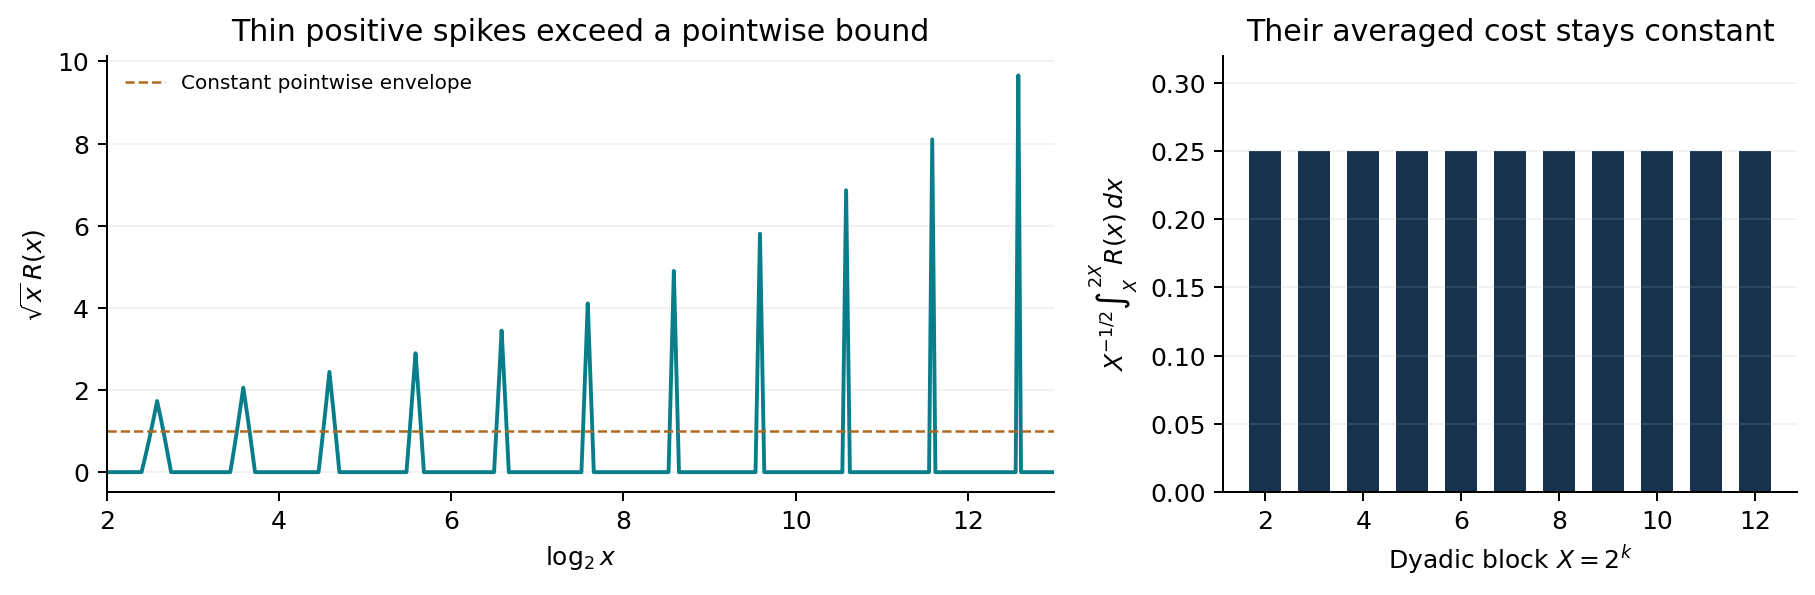 Thin positive spikes exceed a pointwise bound
10
8
6
4
2
0
√x R(x)
Constant pointwise envelope
2 4 6 8 10 12
log₂ x
Their averaged cost stays constant
0.30
0.25
0.20
0.15
0.10
0.05
0.00
X^{-1/2} ∫_X^{2X} R(x) dx
2 4 6 8 10 12
Dyadic block X = 2^k